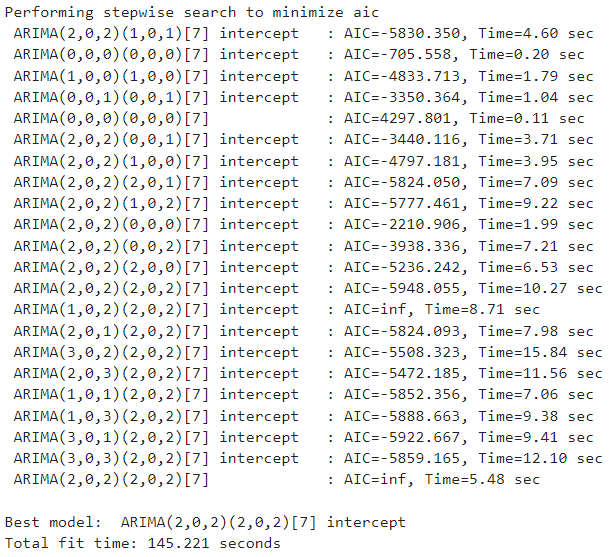 Performing stepwise search to minimize aic
ARIMA(2,0,2)(1,0,1)[7] intercept   : AIC=-5830.350, Time=4.60 sec
ARIMA(0,0,0)(0,0,0)[7] intercept   : AIC=-705.558, Time=0.20 sec
ARIMA(1,0,0)(1,0,0)[7] intercept   : AIC=-4833.713, Time=1.79 sec
ARIMA(0,0,1)(0,0,1)[7] intercept   : AIC=-3350.364, Time=1.04 sec
ARIMA(0,0,0)(0,0,0)[7]             : AIC=4297.801, Time=0.11 sec
ARIMA(2,0,2)(0,0,1)[7] intercept   : AIC=-3440.116, Time=3.71 sec
ARIMA(2,0,2)(1,0,0)[7] intercept   : AIC=-4797.181, Time=3.95 sec
ARIMA(2,0,2)(2,0,1)[7] intercept   : AIC=-5824.050, Time=7.09 sec
ARIMA(2,0,2)(1,0,2)[7] intercept   : AIC=-5777.461, Time=9.22 sec
ARIMA(2,0,2)(0,0,0)[7] intercept   : AIC=-2210.906, Time=1.99 sec
ARIMA(2,0,2)(0,0,2)[7] intercept   : AIC=-3938.336, Time=7.21 sec
ARIMA(2,0,2)(2,0,0)[7] intercept   : AIC=-5236.242, Time=6.53 sec
ARIMA(2,0,2)(2,0,2)[7] intercept   : AIC=-5948.055, Time=10.27 sec
ARIMA(1,0,2)(2,0,2)[7] intercept   : AIC=inf, Time=8.71 sec
ARIMA(2,0,1)(2,0,2)[7] intercept   : AIC=-5824.093, Time=7.98 sec
ARIMA(3,0,2)(2,0,2)[7] intercept   : AIC=-5508.323, Time=15.84 sec
ARIMA(2,0,3)(2,0,2)[7] intercept   : AIC=-5472.185, Time=11.56 sec
ARIMA(1,0,1)(2,0,2)[7] intercept   : AIC=-5852.356, Time=7.06 sec
ARIMA(1,0,3)(2,0,2)[7] intercept   : AIC=-5888.663, Time=9.38 sec
ARIMA(3,0,1)(2,0,2)[7] intercept   : AIC=-5922.667, Time=9.41 sec
ARIMA(3,0,3)(2,0,2)[7] intercept   : AIC=-5859.165, Time=12.10 sec
ARIMA(2,0,2)(2,0,2)[7]             : AIC=inf, Time=5.48 sec

Best model:  ARIMA(2,0,2)(2,0,2)[7] intercept
Total fit time: 145.221 seconds